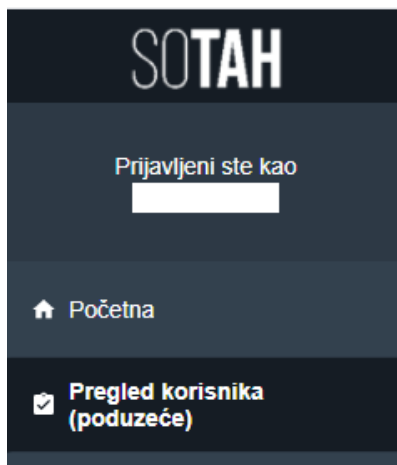 SOTAH
Prijavljeni ste kao
Početna
Pregled korisnika
(poduzeće)